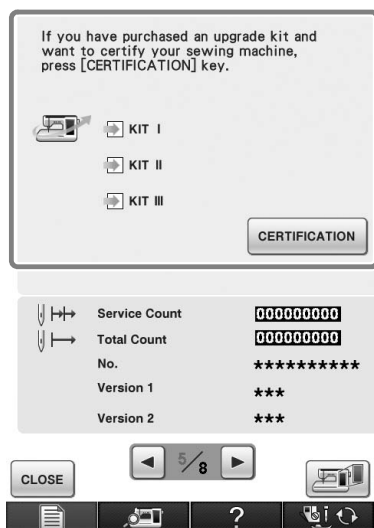 If you have purchased an upgrade kit and
want to certify your sewing machine,
press [CERTIFICATION] key.
KIT I
KIT II
KIT III
CERTIFICATION
Service Count 000000000
Total Count 000000000
No. **********
Version 1 ***
Version 2 ***
5/8
CLOSE
?